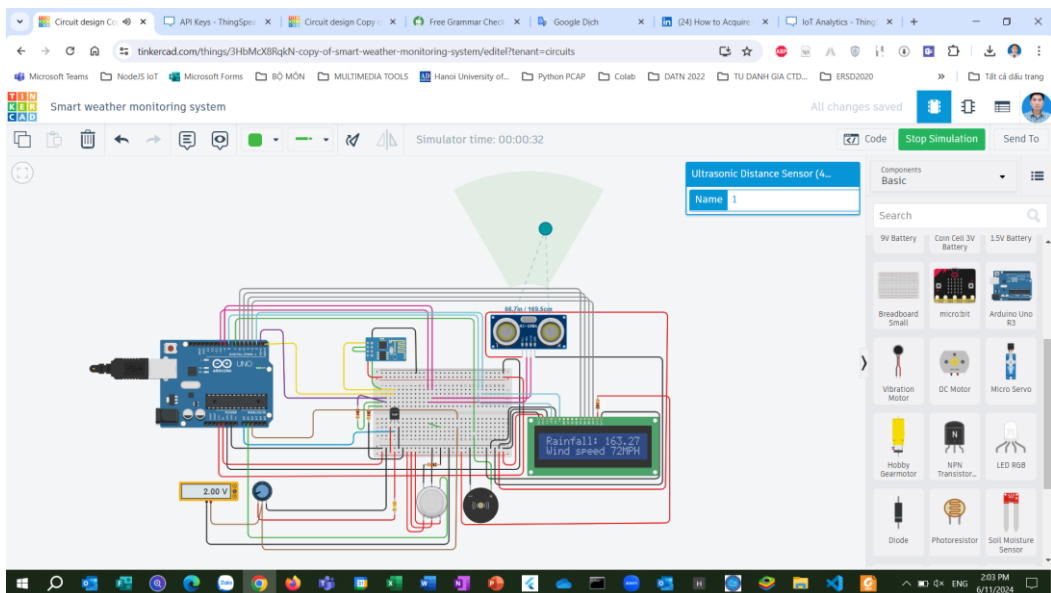 Circuit design Co
API Keys - ThingSpea
Circuit design Copy o
Free Grammar Check
Google Dịch
(24) How to Acquire
IoT Analytics - Thing
tinkercad.com/things/3HbMcX8RqkN-copy-of-smart-weather-monitoring-system/editel?tenant=circuits
Microsoft Teams
NodeJS IoT
Microsoft Forms
BỘ MÔN
MULTIMEDIA TOOLS
Hanoi University of...
Python PCAP
Colab
DATN 2022
TU DANH GIA CTD...
ERSD2020
»
Tất cả dấu trang
TIN
KER
CAD
Smart weather monitoring system
All changes saved
Simulator time: 00:00:32
Code
Stop Simulation
Send To
Ultrasonic Distance Sensor (4...
Name 1
Components
Basic
Search
9V Battery
Coin Cell 3V
Battery
1.5V Battery
Breadboard
Small
micro:bit
Arduino Uno
R3
Vibration
Motor
DC Motor
Micro Servo
N
Hobby
Gearmotor
NPN
Transistor...
LED RGB
Diode
Photoresistor
Soil Moisture
Sensor
66.7in / 169.5cm
UNO
Rainfall: 163.27
Wind speed 72MPH
2.00 V
Zalo
ENG
2:03 PM
6/11/2024